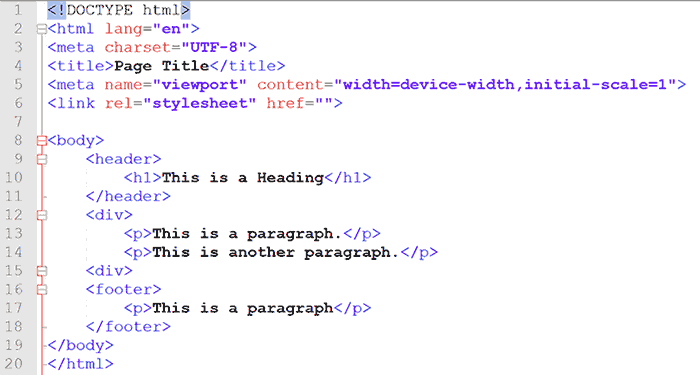 1 <!DOCTYPE html>
2 <html lang="en">
3 <meta charset="UTF-8">
4 <title>Page Title</title>
5 <meta name="viewport" content="width=device-width,initial-scale=1">
6 <link rel="stylesheet" href="">
7
8 <body>
9 <header>
10 <h1>This is a Heading</h1>
11 </header>
12 <div>
13 <p>This is a paragraph.</p>
14 <p>This is another paragraph.</p>
15 <div>
16 <footer>
17 <p>This is a paragraph</p>
18 </footer>
19 </body>
20 </html>